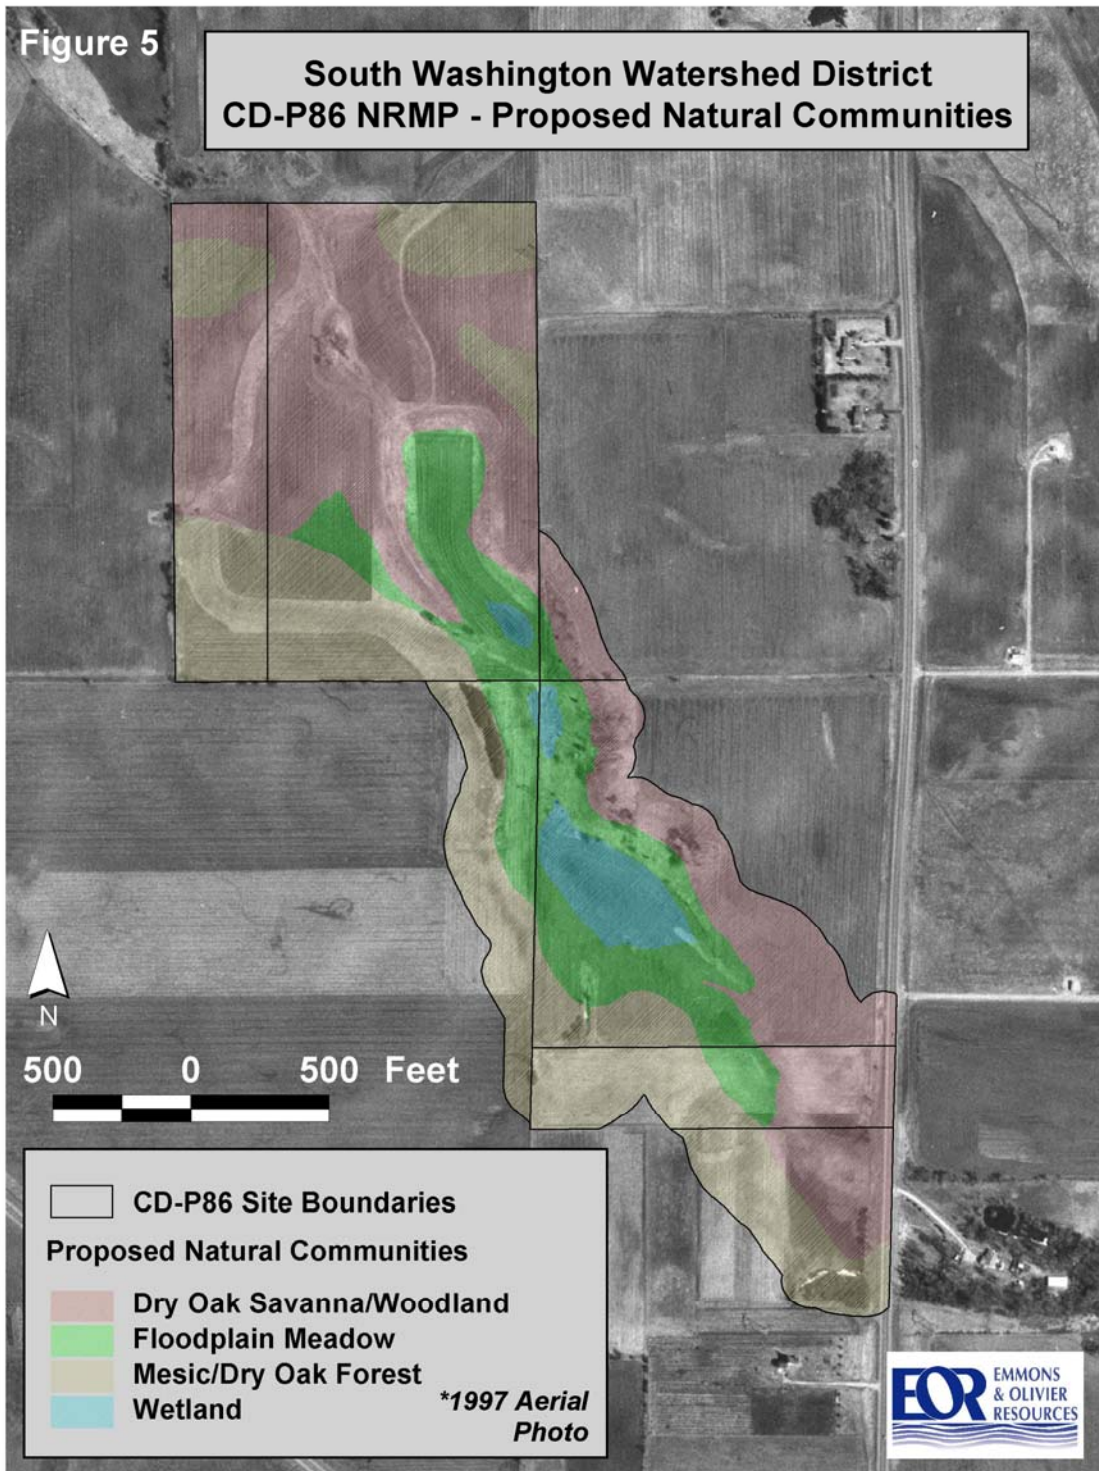 Figure 5
South Washington Watershed District
CD-P86 NRMP - Proposed Natural Communities
N
500 0 500 Feet
CD-P86 Site Boundaries
Proposed Natural Communities
Dry Oak Savanna/Woodland
Floodplain Meadow
Mesic/Dry Oak Forest
Wetland
*1997 Aerial
Photo
EOR
EMMONS
& OLIVIER
RESOURCES